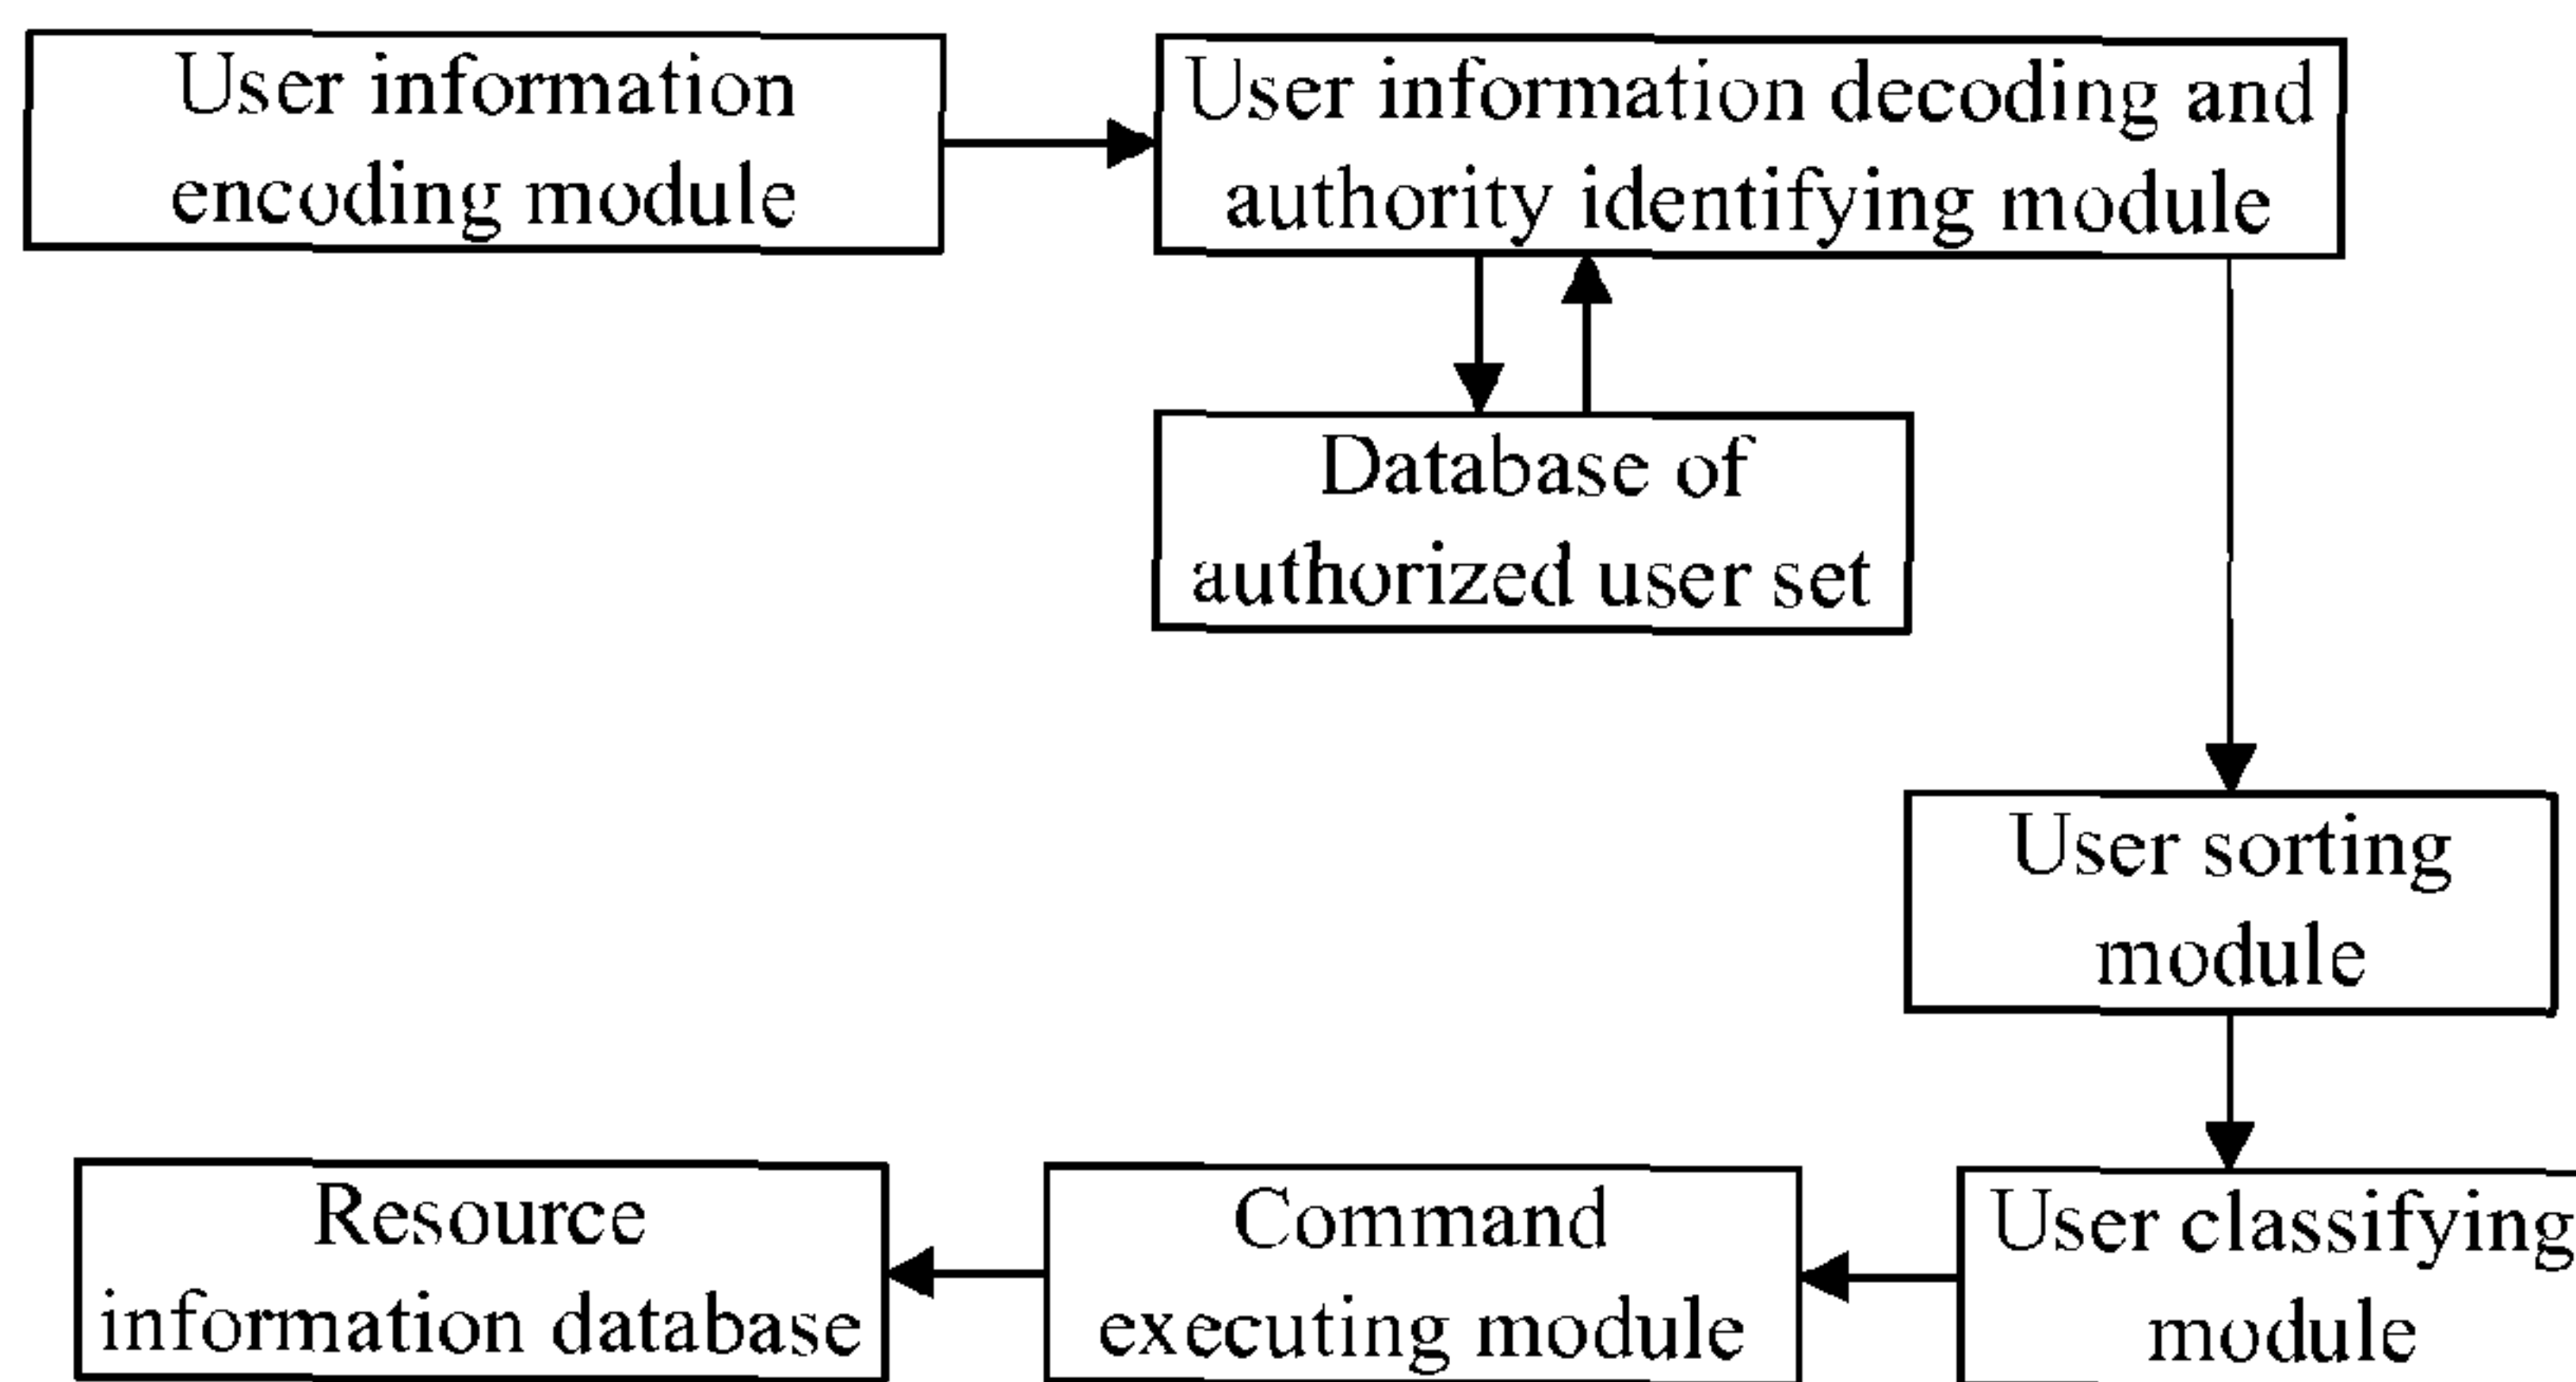 User information
encoding module
User information decoding and
authority identifying module
Database of
authorized user set
User sorting
module
Resource
information database
Command
executing module
User classifying
module